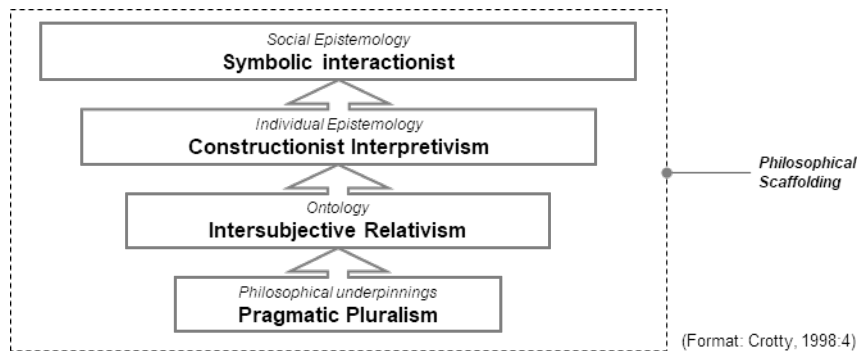 Social Epistemology
Symbolic interactionist
Individual Epistemology
Constructionist Interpretivism
Ontology
Intersubjective Relativism
Philosophical underpinnings
Pragmatic Pluralism
Philosophical
Scaffolding
(Format: Crotty, 1998:4)